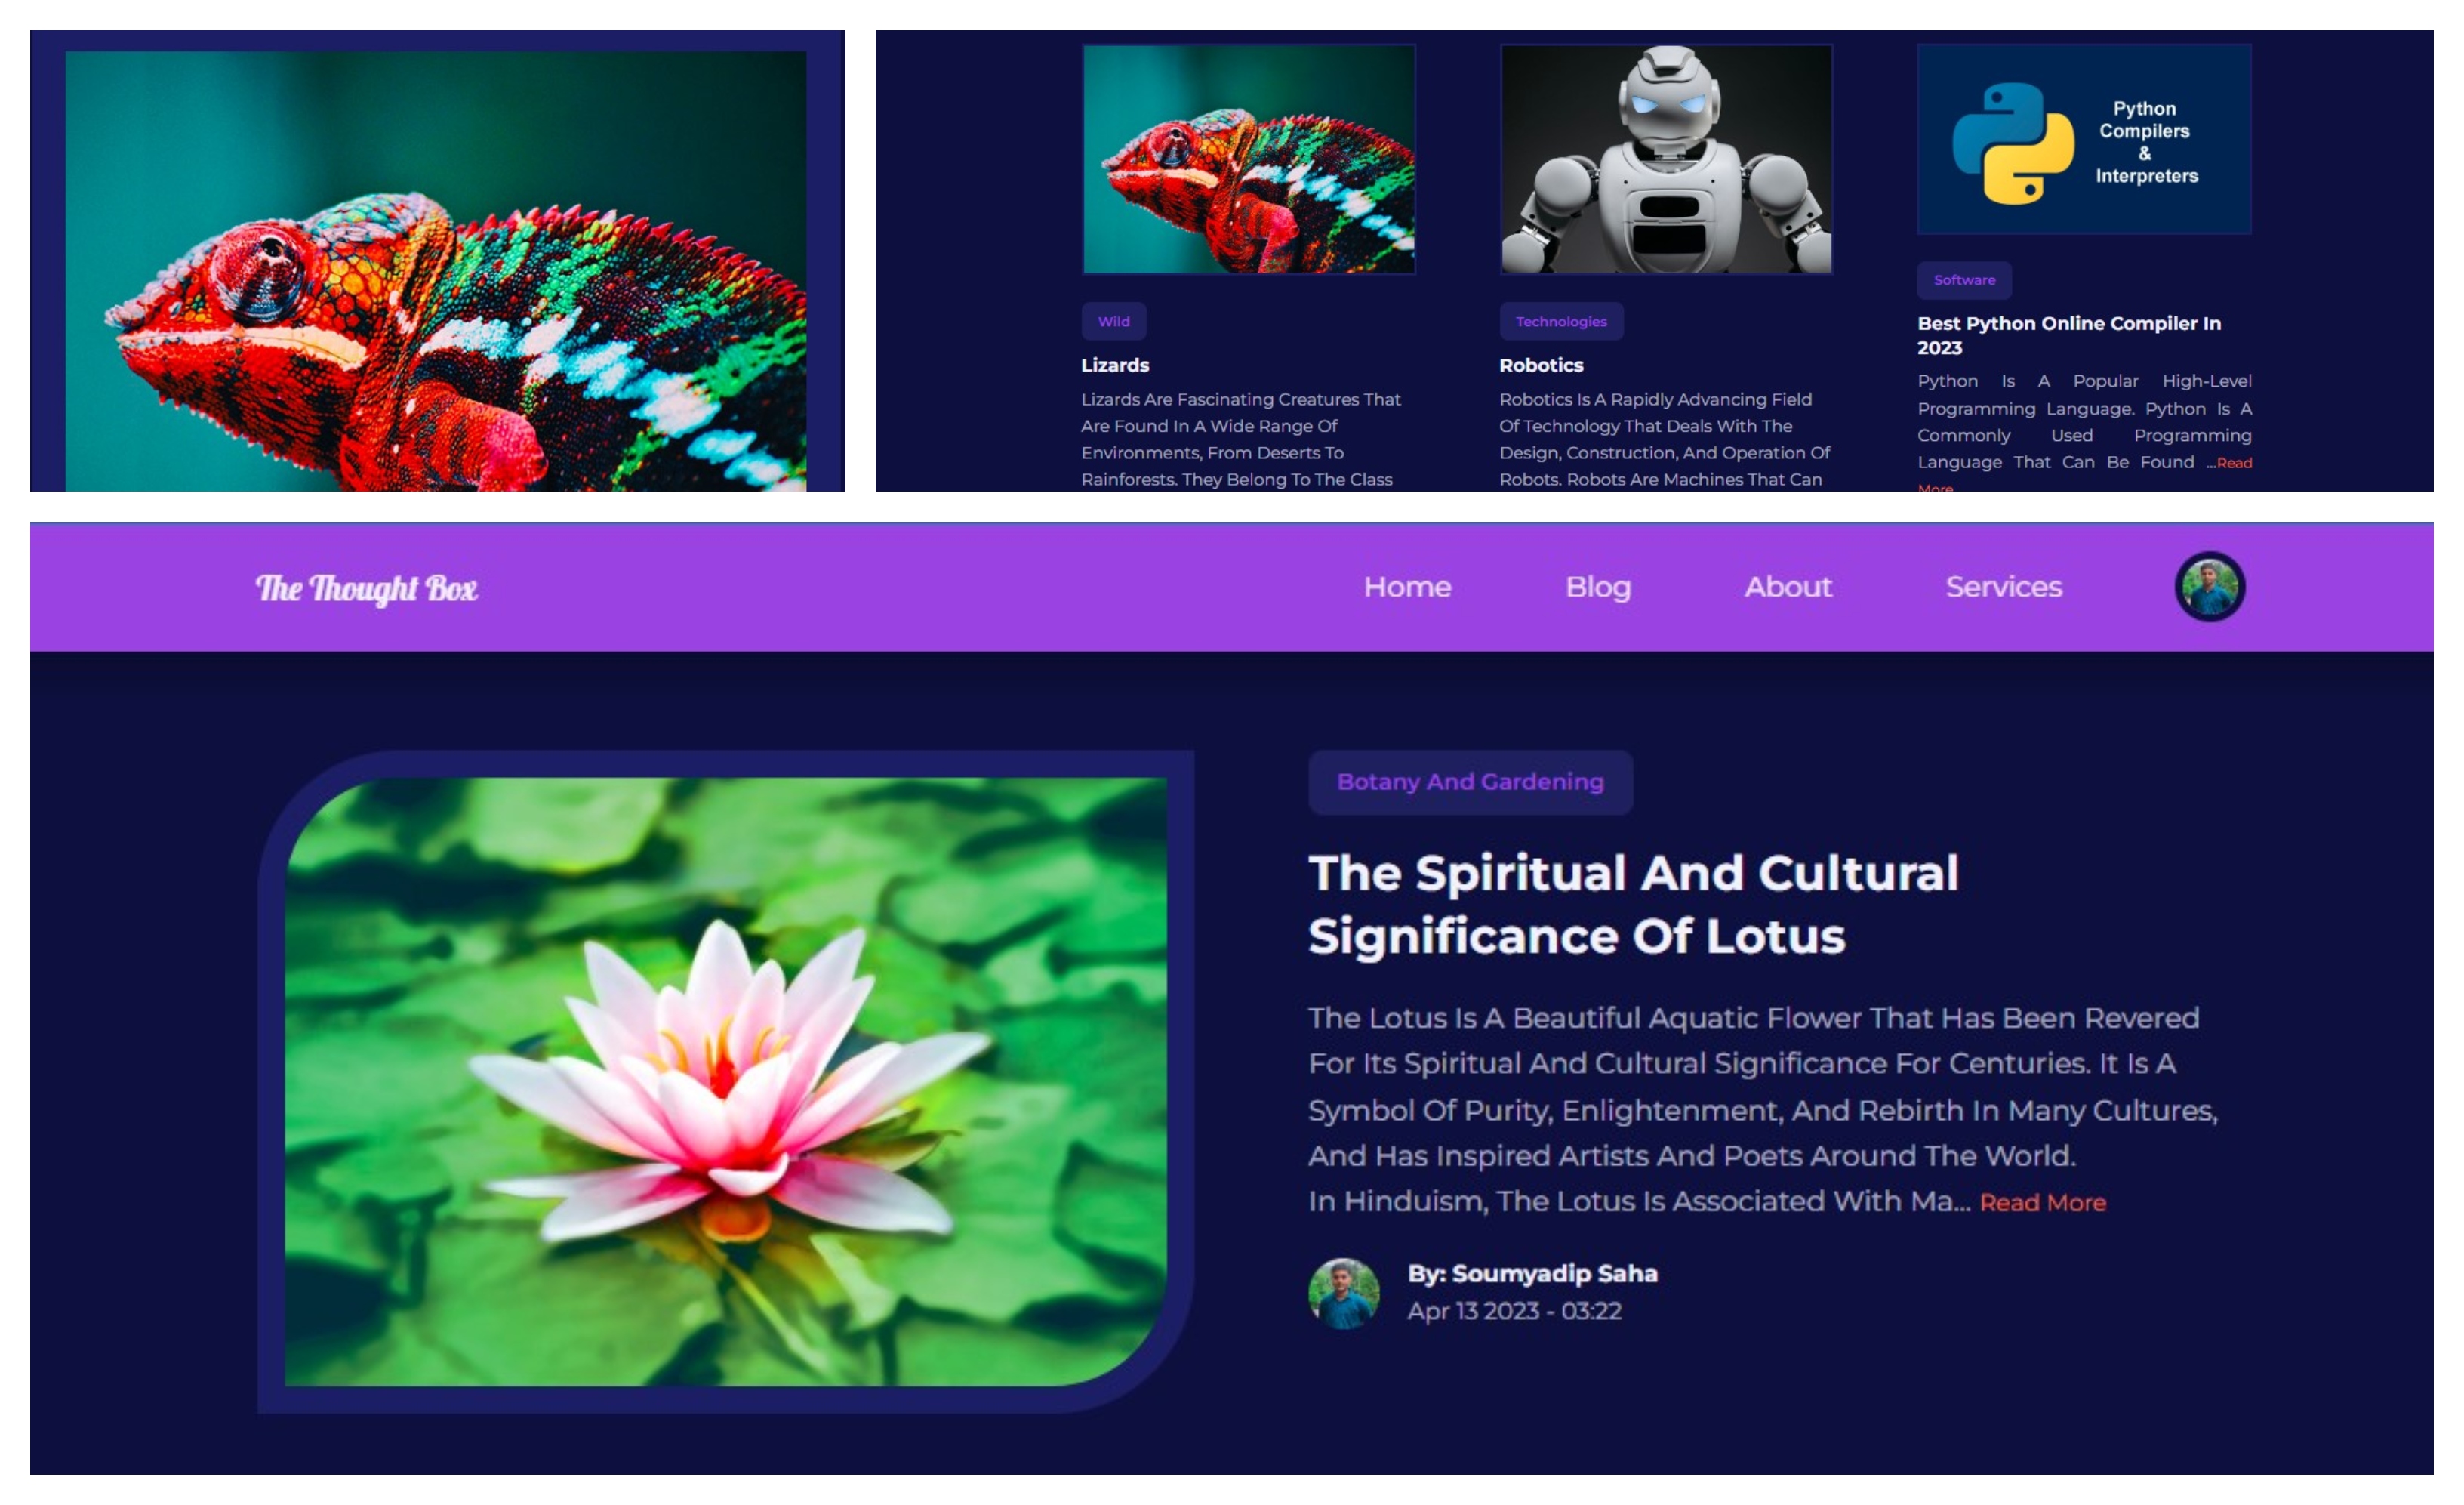 Wild
Lizards
Lizards Are Fascinating Creatures That
Are Found In A Wide Range Of
Environments, From Deserts To
Rainforests. They Belong To The Class
Technologies
Robotics
Robotics Is A Rapidly Advancing Field
Of Technology That Deals With The
Design, Construction, And Operation Of
Robots. Robots Are Machines That Can
Python
Compilers
&
Interpreters
Software
Best Python Online Compiler In
2023
Python Is A Popular High-Level
Programming Language. Python Is A
Commonly Used Programming
Language That Can Be Found ...Read
More
The Thought Box
Home Blog About Services
Botany And Gardening
The Spiritual And Cultural
Significance Of Lotus
The Lotus Is A Beautiful Aquatic Flower That Has Been Revered
For Its Spiritual And Cultural Significance For Centuries. It Is A
Symbol Of Purity, Enlightenment, And Rebirth In Many Cultures,
And Has Inspired Artists And Poets Around The World.
In Hinduism, The Lotus Is Associated With Ma... Read More
By: Soumyadip Saha
Apr 13 2023 - 03:22